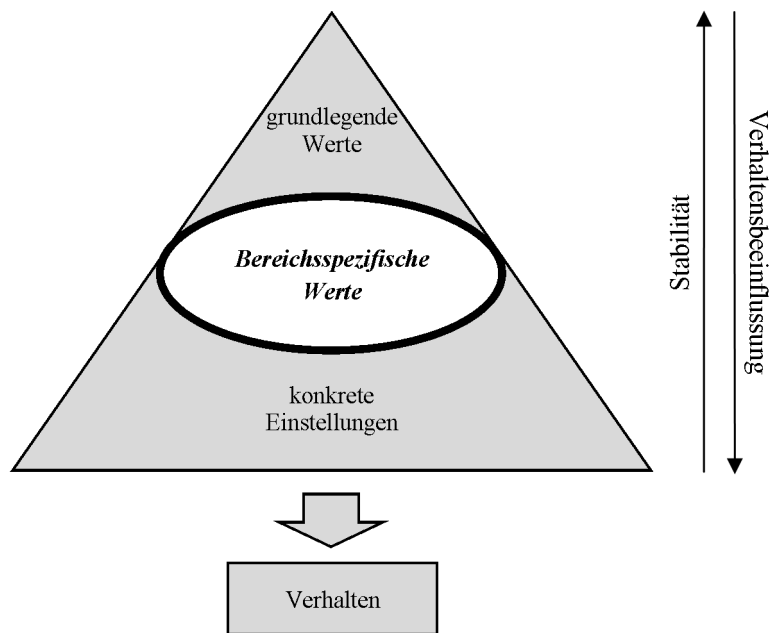 grundlegende
Werte
Bereichsspezifische
Werte
konkrete
Einstellungen
Verhalten
Stabilität
Verhaltensbeeinflussung